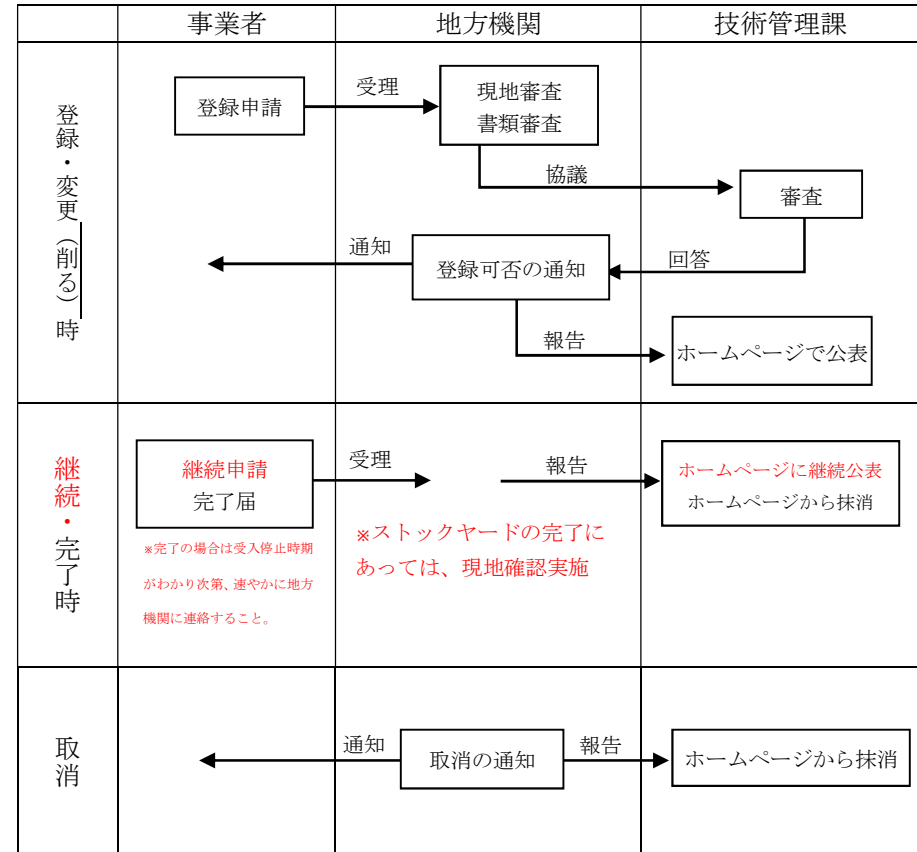 事業者
地方機関
技術管理課
登録・変更(削る)時
登録申請
受理
現地審査
書類審査
協議
審査
回答
登録可否の通知
通知
報告
ホームページで公表
継続・完了時
継続申請
完了届
※完了の場合は受入停止時期
がわかり次第、速やかに地方
機関に連絡すること。
受理
※ストックヤードの完了に
あっては、現地確認実施
報告
ホームページに継続公表
ホームページから抹消
取消
通知
取消の通知
報告
ホームページから抹消